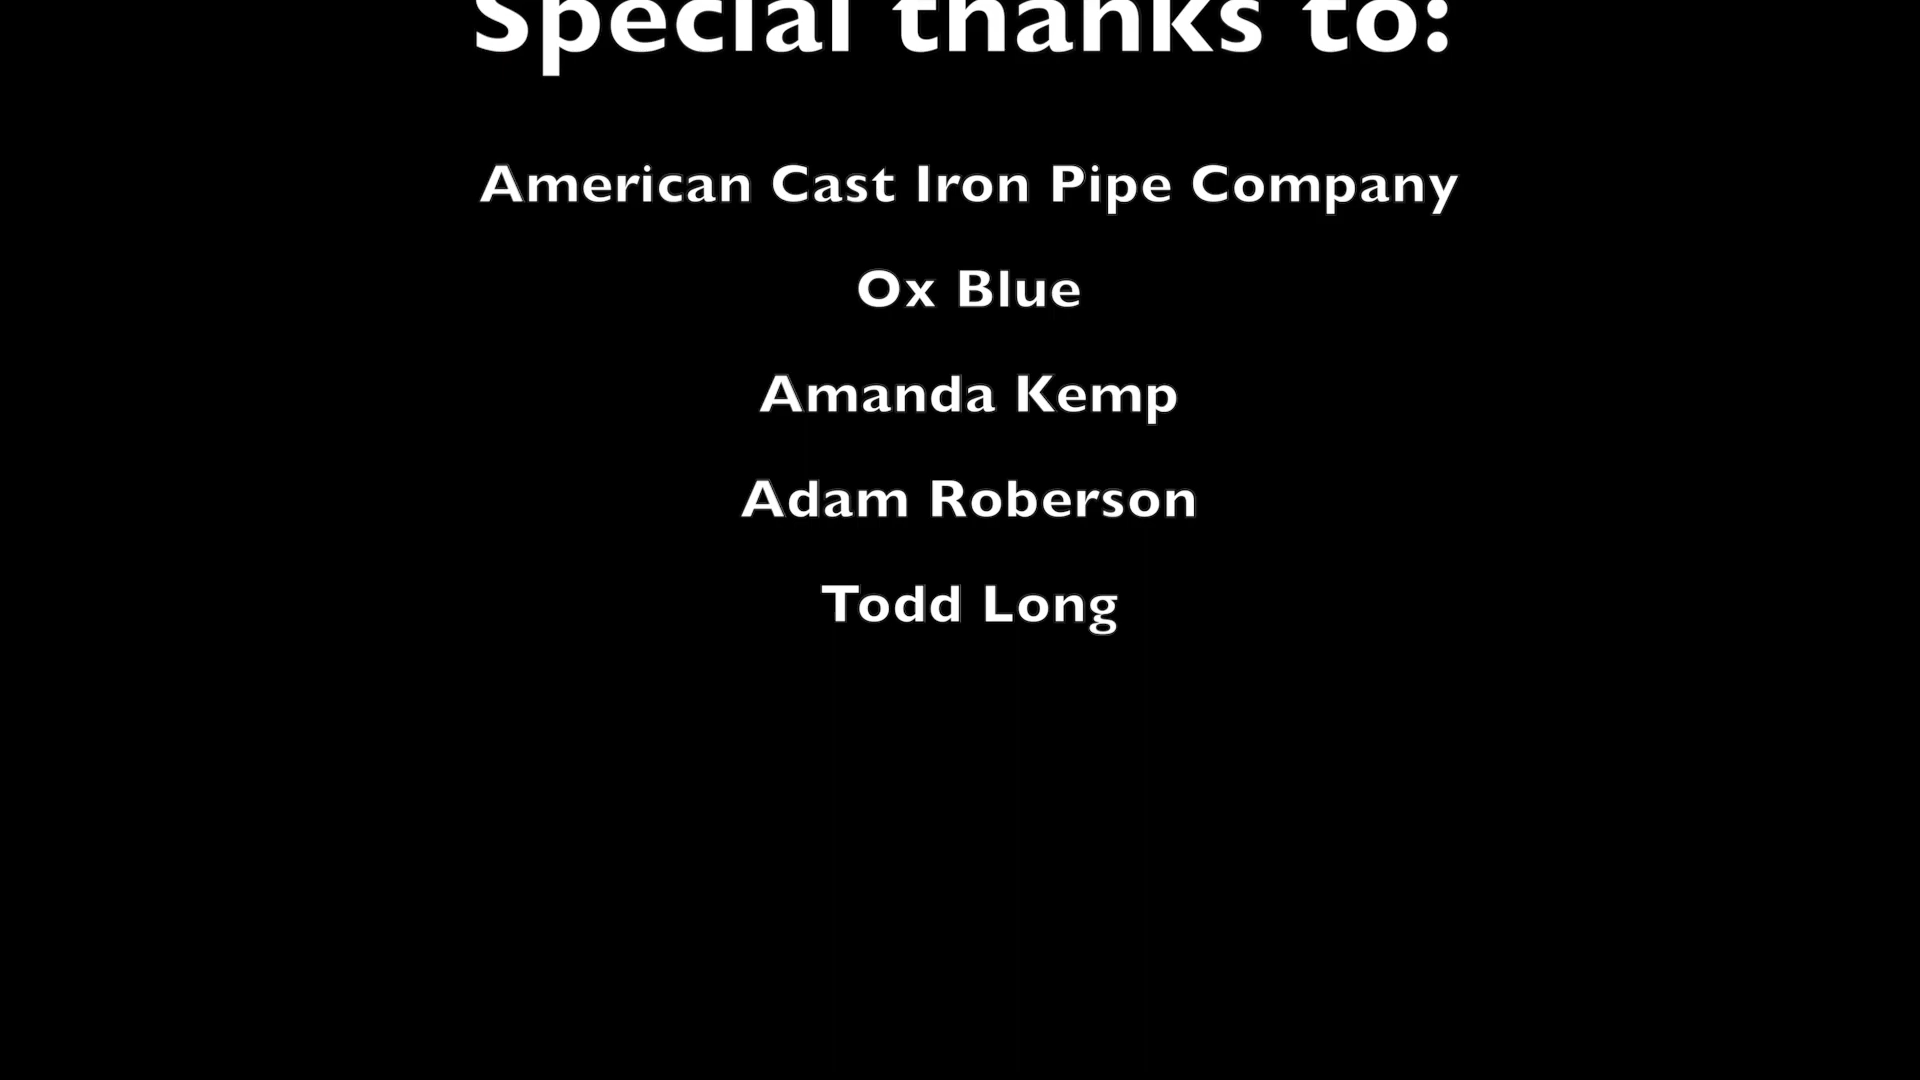 Special thanks to:
American Cast Iron Pipe Company
Ox Blue
Amanda Kemp
Adam Roberson
Todd Long